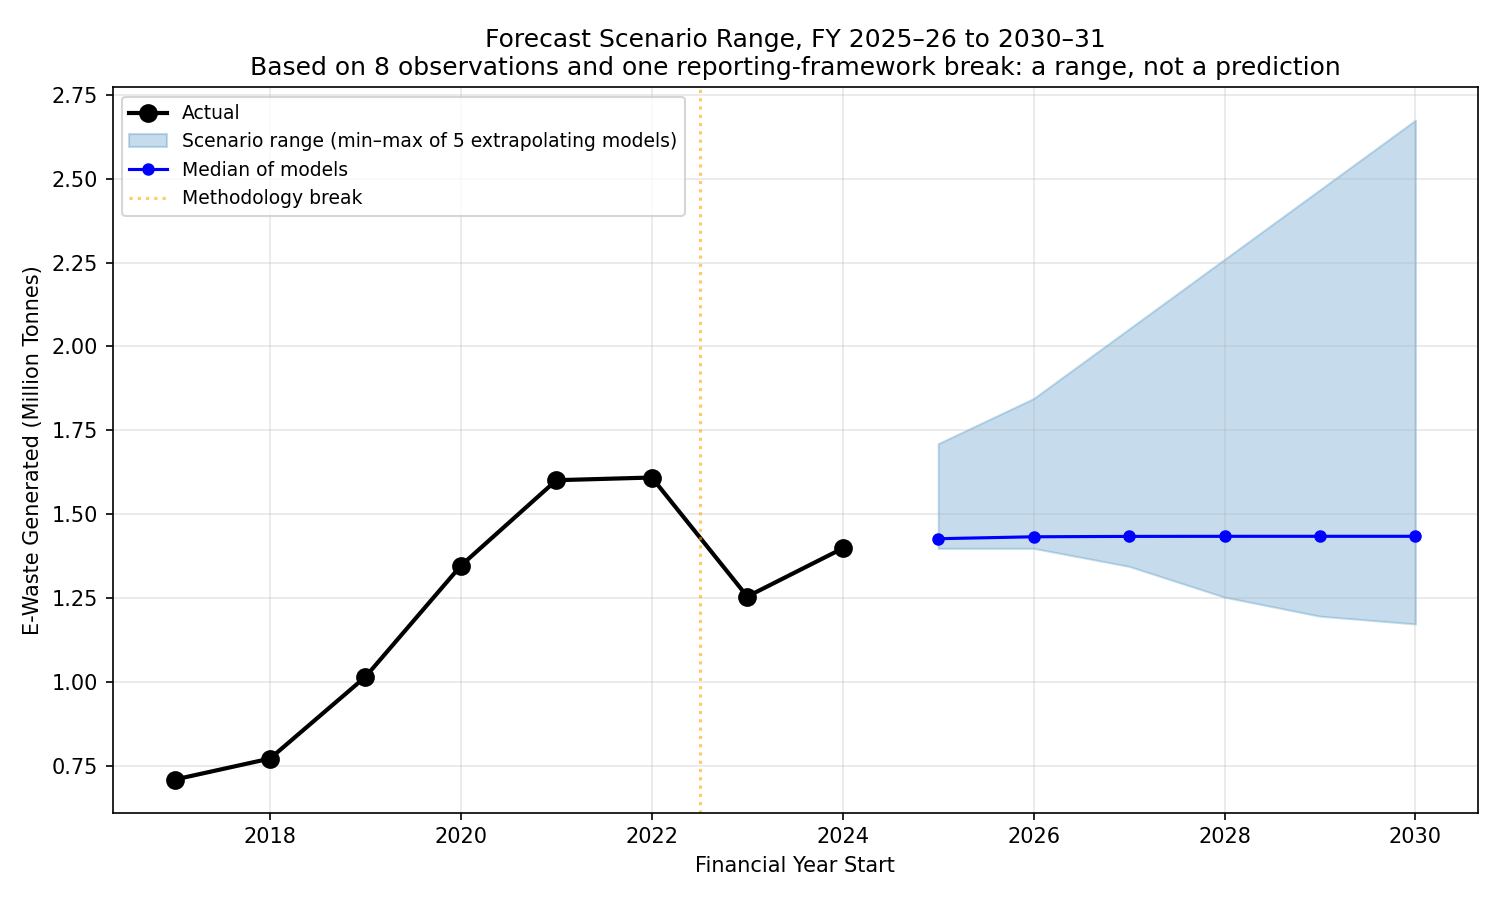 Forecast Scenario Range, FY 2025–26 to 2030–31
Based on 8 observations and one reporting-framework break: a range, not a prediction
Actual
Scenario range (min–max of 5 extrapolating models)
Median of models
Methodology break
E-Waste Generated (Million Tonnes)
2.75
2.50
2.25
2.00
1.75
1.50
1.25
1.00
0.75
2018
2020
2022
2024
2026
2028
2030
Financial Year Start